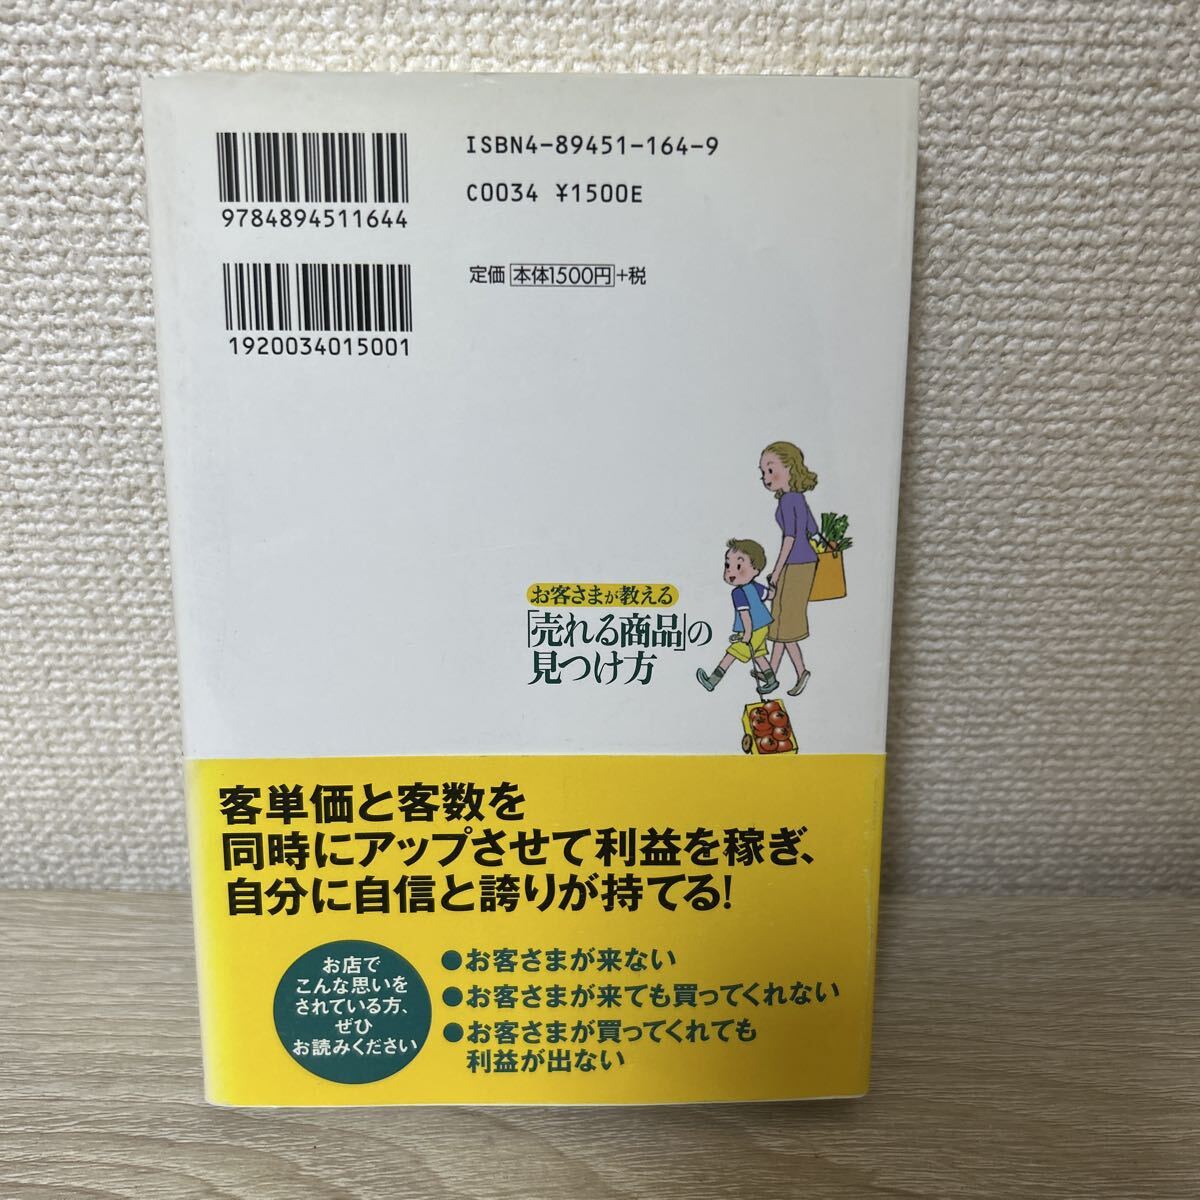 ISBN4-89451-164-9
C0034 ¥1500E
9784894511644
定価 本体1500円+税
1920034015001
お客さまが教える
「売れる商品」の
見つけ方
客単価と客数を
同時にアップさせて利益を稼ぎ、
自分に自信と誇りが持てる!
お店で
こんな思いを
されている方、
ぜひ
お読みください
●お客さまが来ない
●お客さまが来ても買ってくれない
●お客さまが買ってくれても
利益が出ない